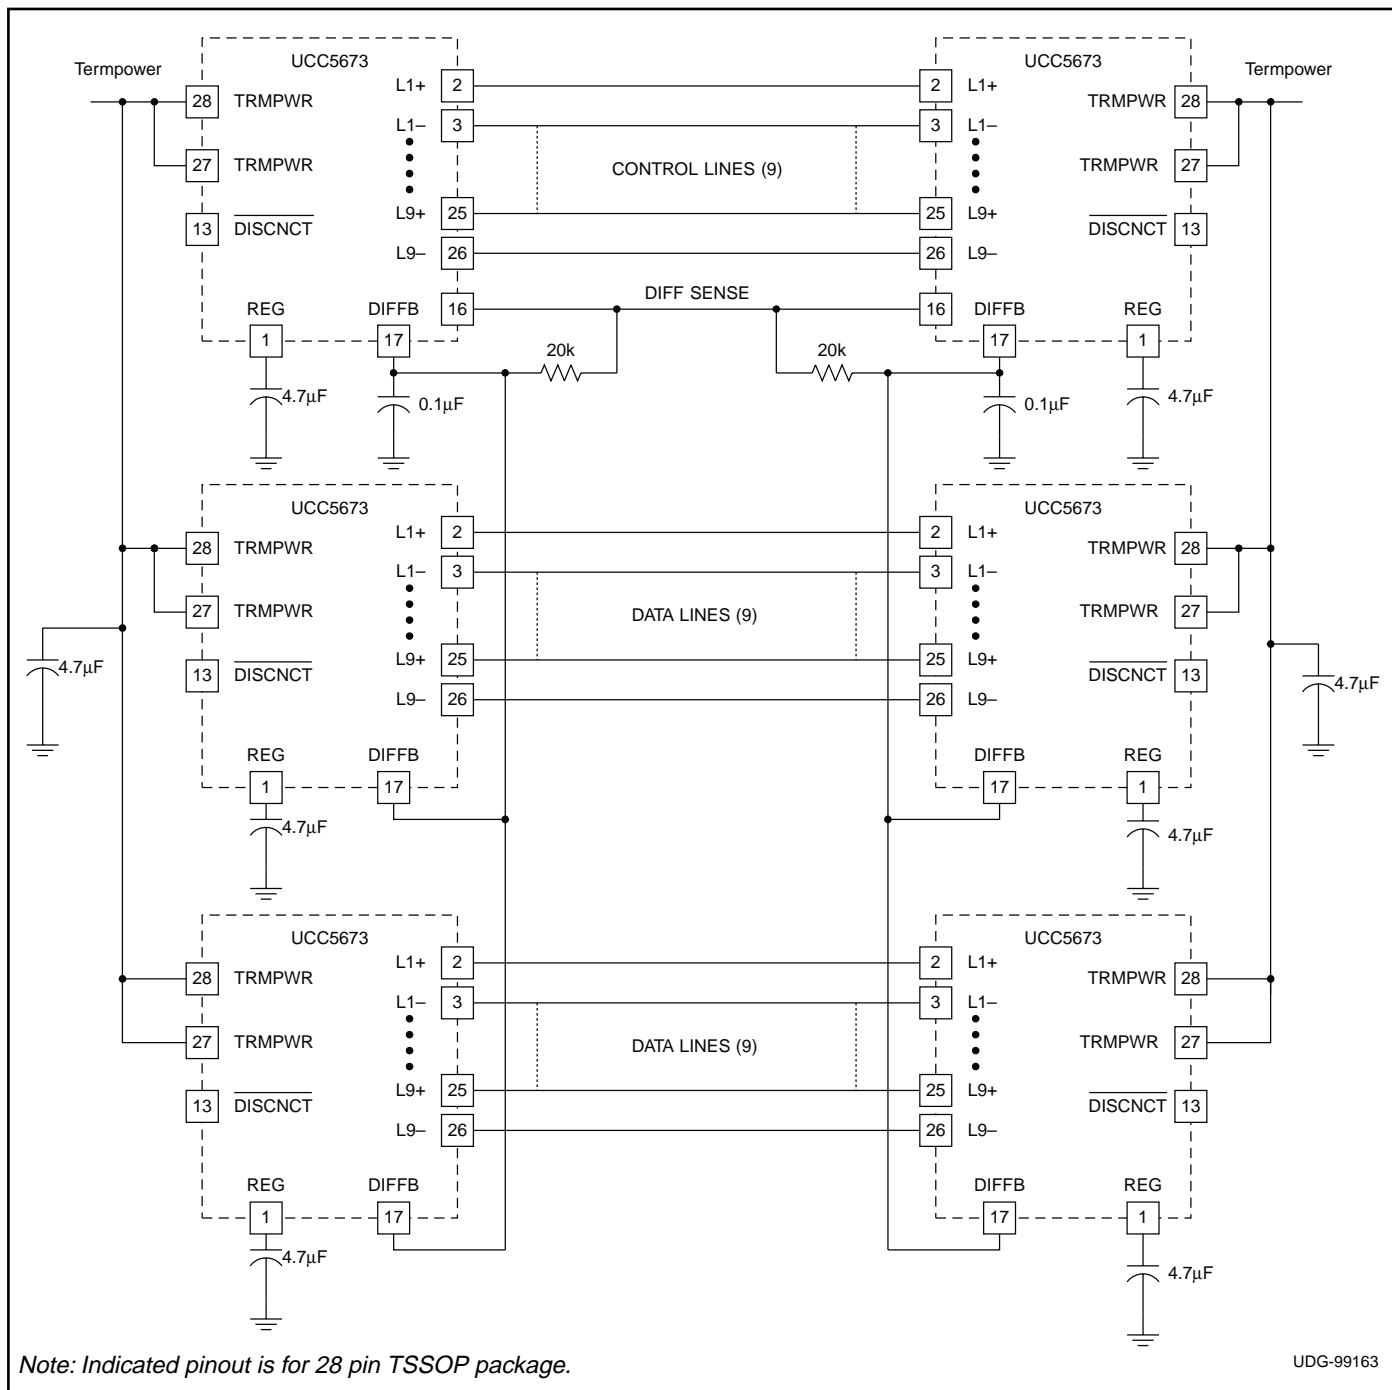 UCC5673 UCC5673
Termpower Termpower
L1+ 2 2 L1+
28 TRMPWR TRMPWR 28
L1– 3 3 L1–
27 TRMPWR CONTROL LINES (9) TRMPWR 27
L9+ 25 25 L9+
13 DISCNCT DISCNCT 13
L9– 26 26 L9–
DIFF SENSE
REG DIFFB 16 16 DIFFB REG
1 17 17 1
20k 20k
4.7µF 0.1µF 0.1µF 4.7µF
UCC5673 UCC5673
L1+ 2 2 L1+
28 TRMPWR TRMPWR 28
L1– 3 3 L1–
27 TRMPWR DATA LINES (9) TRMPWR 27
L9+ 25 25 L9+
4.7µF 13 DISCNCT DISCNCT 13 4.7µF
L9– 26 26 L9–
REG DIFFB DIFFB REG
1 17 17 1
4.7µF 4.7µF
UCC5673 UCC5673
L1+ 2 2 L1+
28 TRMPWR TRMPWR 28
L1– 3 3 L1–
27 TRMPWR DATA LINES (9) TRMPWR 27
L9+ 25 25 L9+
13 DISCNCT DISCNCT 13
L9– 26 26 L9–
REG DIFFB DIFFB REG
1 17 17 1
4.7µF 4.7µF
Note: Indicated pinout is for 28 pin TSSOP package.
UDG-99163